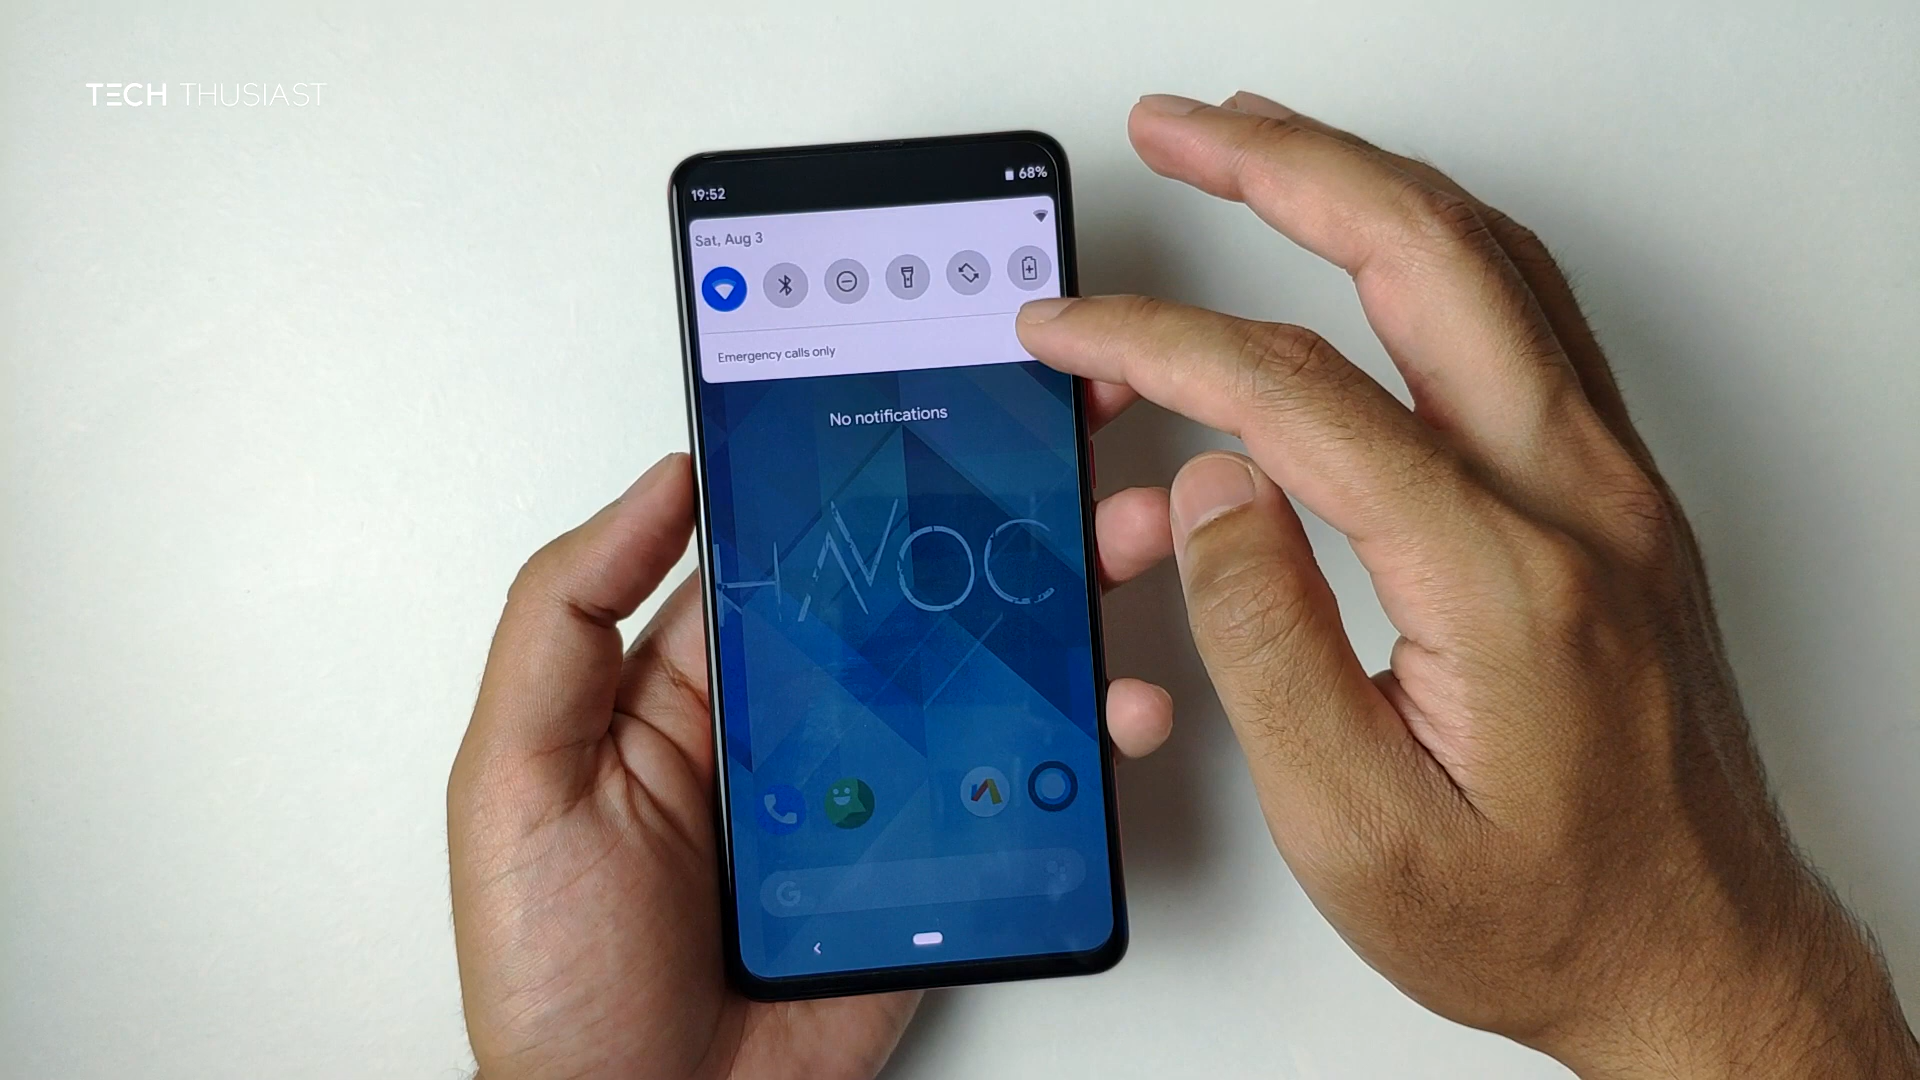 TECH THUSIAST
19:52
68%
Sat, Aug 3
Emergency calls only
No notifications
HAVOC
G